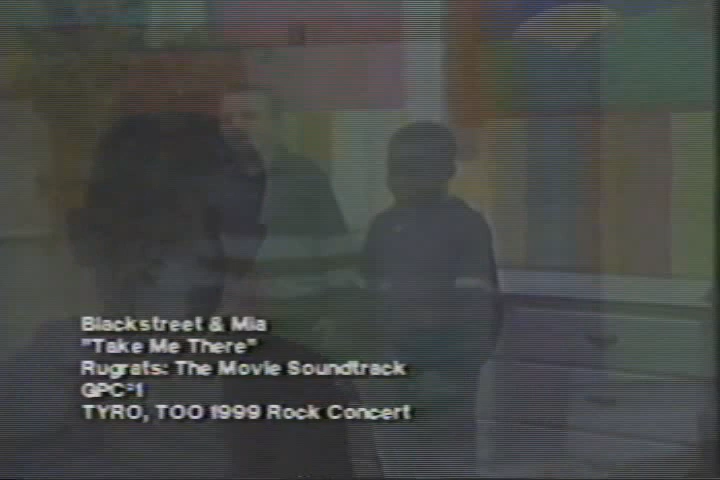 Blackstreet & Mia
"Take Me There"
Rugrats: The Movie Soundtrack
GPC#1
TYRO, TOO 1999 Rock Concert